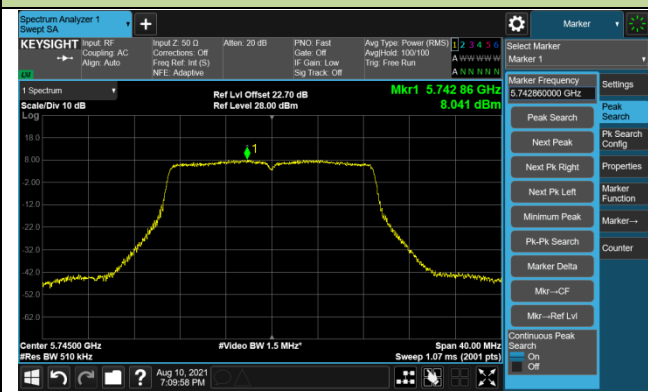 Spectrum Analyzer 1
Swept SA
Marker
KEYSIGHT
Input: RF
Coupling: AC
Align: Auto
Input Z: 50 Ω
Corrections: Off
Freq Ref: Int (S)
NFE: Adaptive
Atten: 20 dB
PNO: Fast
Gate: Off
IF Gain: Low
Sig Track: Off
Avg Type: Power (RMS)
Avg|Hold: 100/100
Trig: Free Run
1 2 3 4 5 6
A W W W W W
A N N N N N
Select Marker
Marker 1
LXI
1 Spectrum
Scale/Div 10 dB
Log
Ref Lvl Offset 22.70 dB
Ref Level 28.00 dBm
Mkr1 5.742 86 GHz
8.041 dBm
Marker Frequency
5.742860000 GHz
Peak Search
Next Peak
Next Pk Right
Next Pk Left
Minimum Peak
Pk-Pk Search
Marker Delta
Mkr→CF
Mkr→Ref Lvl
Continuous Peak
Search
On
Off
Settings
Peak
Search
Pk Search
Config
Properties
Marker
Function
Marker→
Counter
18.0
8.00
-2.00
-12.0
-22.0
-32.0
-42.0
-52.0
-62.0
1
Center 5.74500 GHz
#Res BW 510 kHz
#Video BW 1.5 MHz*
Span 40.00 MHz
Sweep 1.07 ms (2001 pts)
Aug 10, 2021
7:09:58 PM